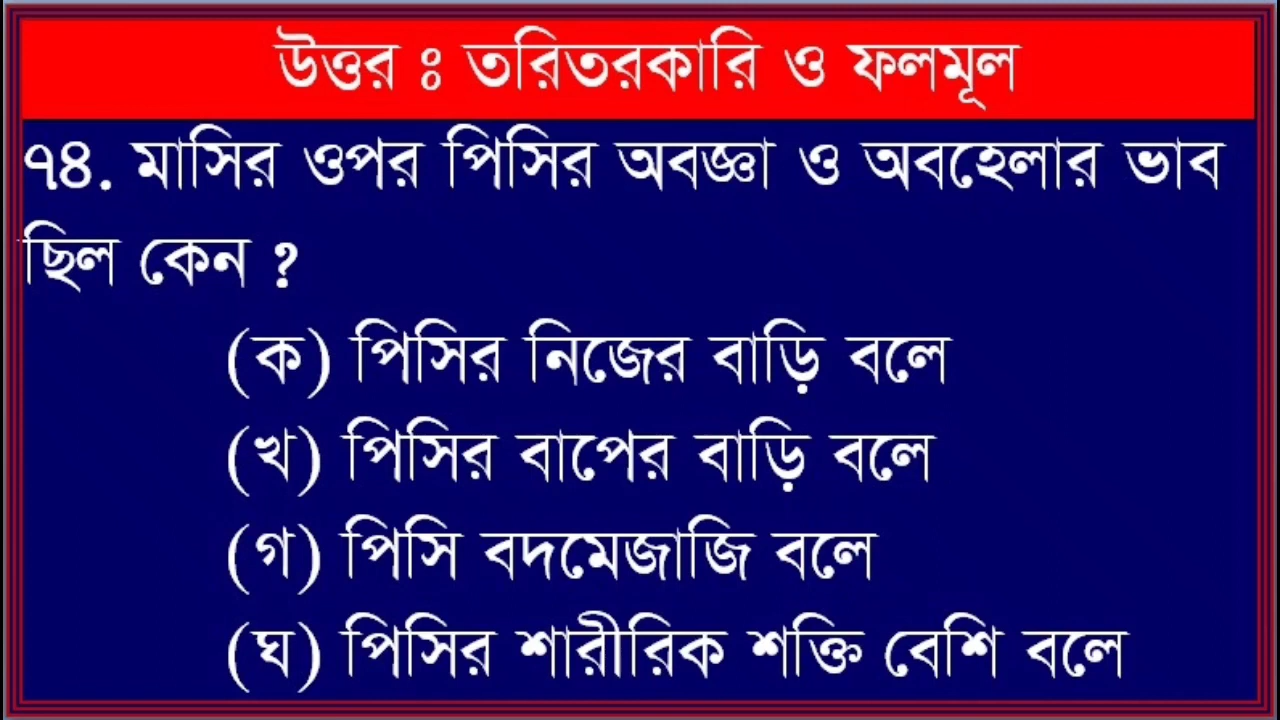 উত্তর ঃ তরিতরকারি ও ফলমূল
৭৪. মাসির ওপর পিসির অবজ্ঞা ও অবহেলার ভাব
ছিল কেন ?
(ক) পিসির নিজের বাড়ি বলে
(খ) পিসির বাপের বাড়ি বলে
(গ) পিসি বদমেজাজি বলে
(ঘ) পিসির শারীরিক শক্তি বেশি বলে